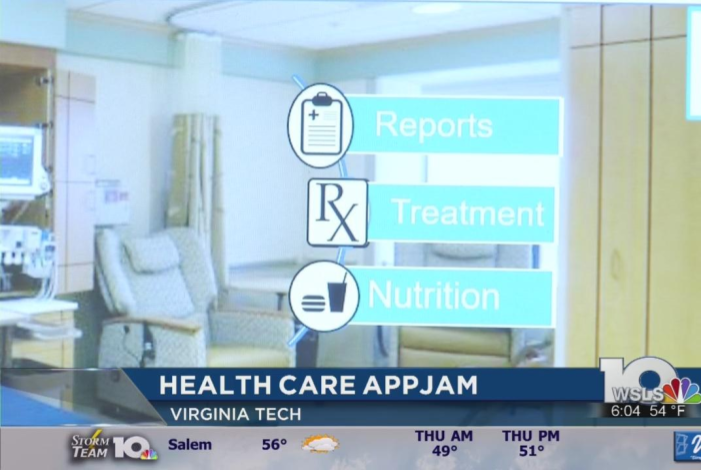 Reports
Rx
Treatment
Nutrition
HEALTH CARE APPJAM
VIRGINIA TECH
10
WSLS
6:04 54 °F
STORM TEAM 10
Salem 56° THU AM 49° THU PM 51°